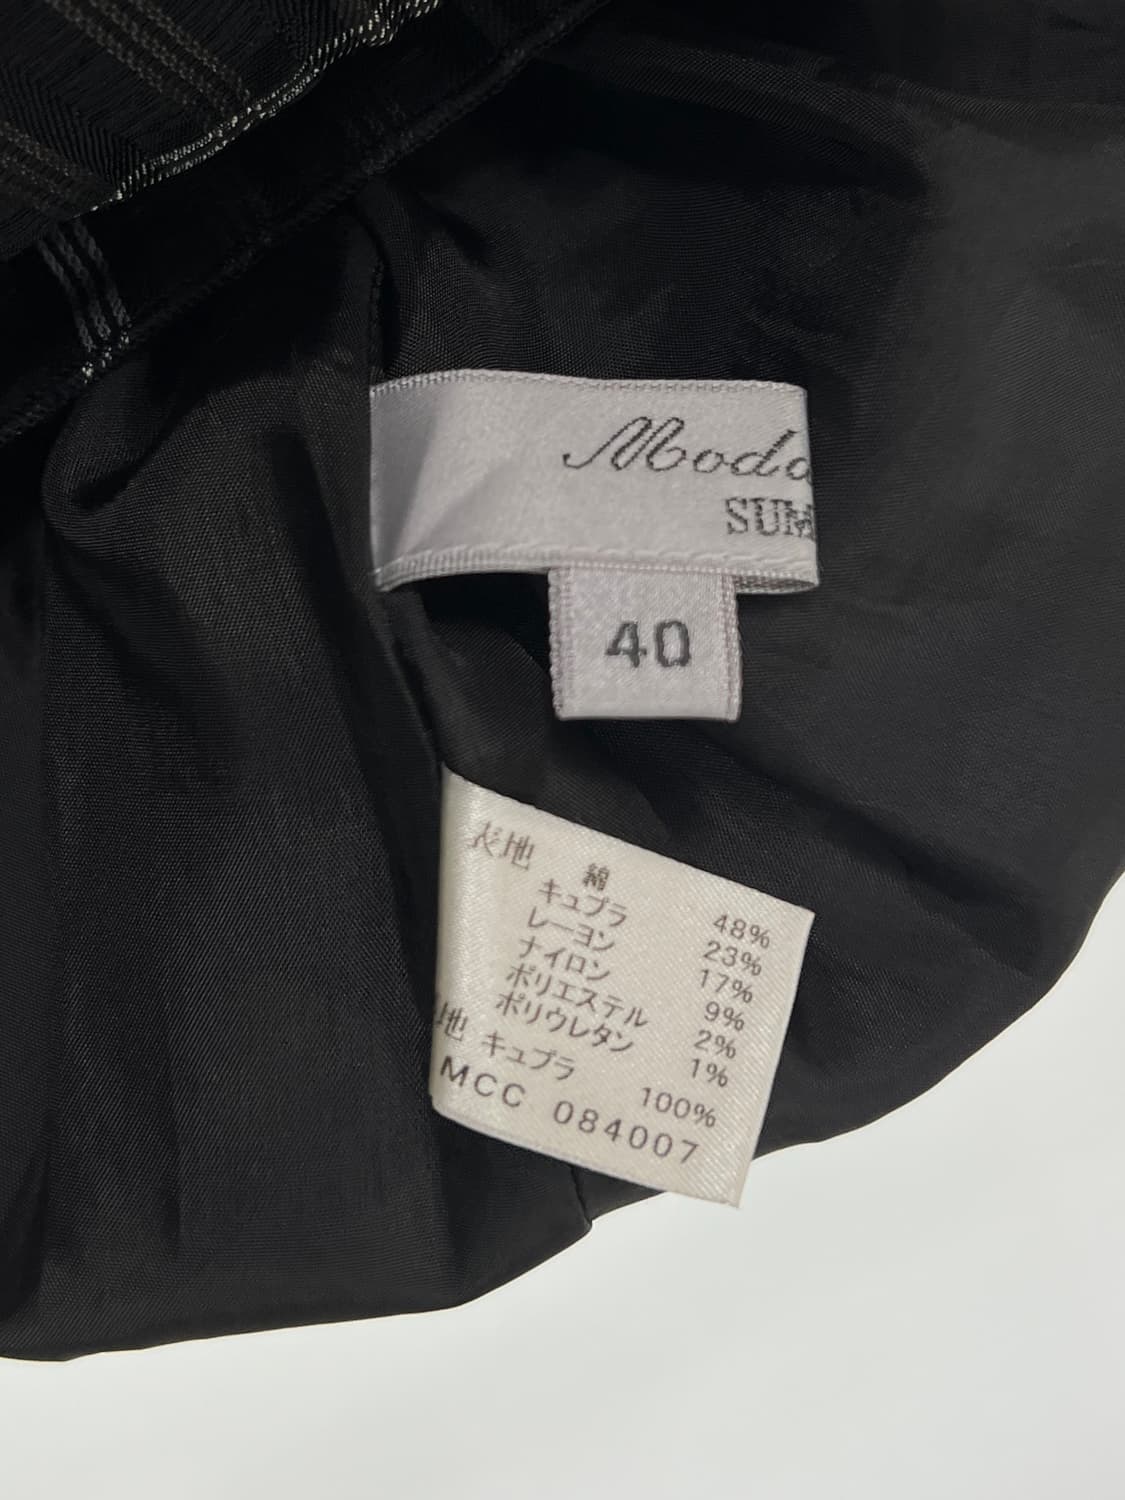 Moda
SUM
40
表地 綿 48%
キュプラ 23%
レーヨン 17%
ナイロン 9%
ポリエステル 2%
ポリウレタン 1%
地 キュプラ 100%
MCC 084007